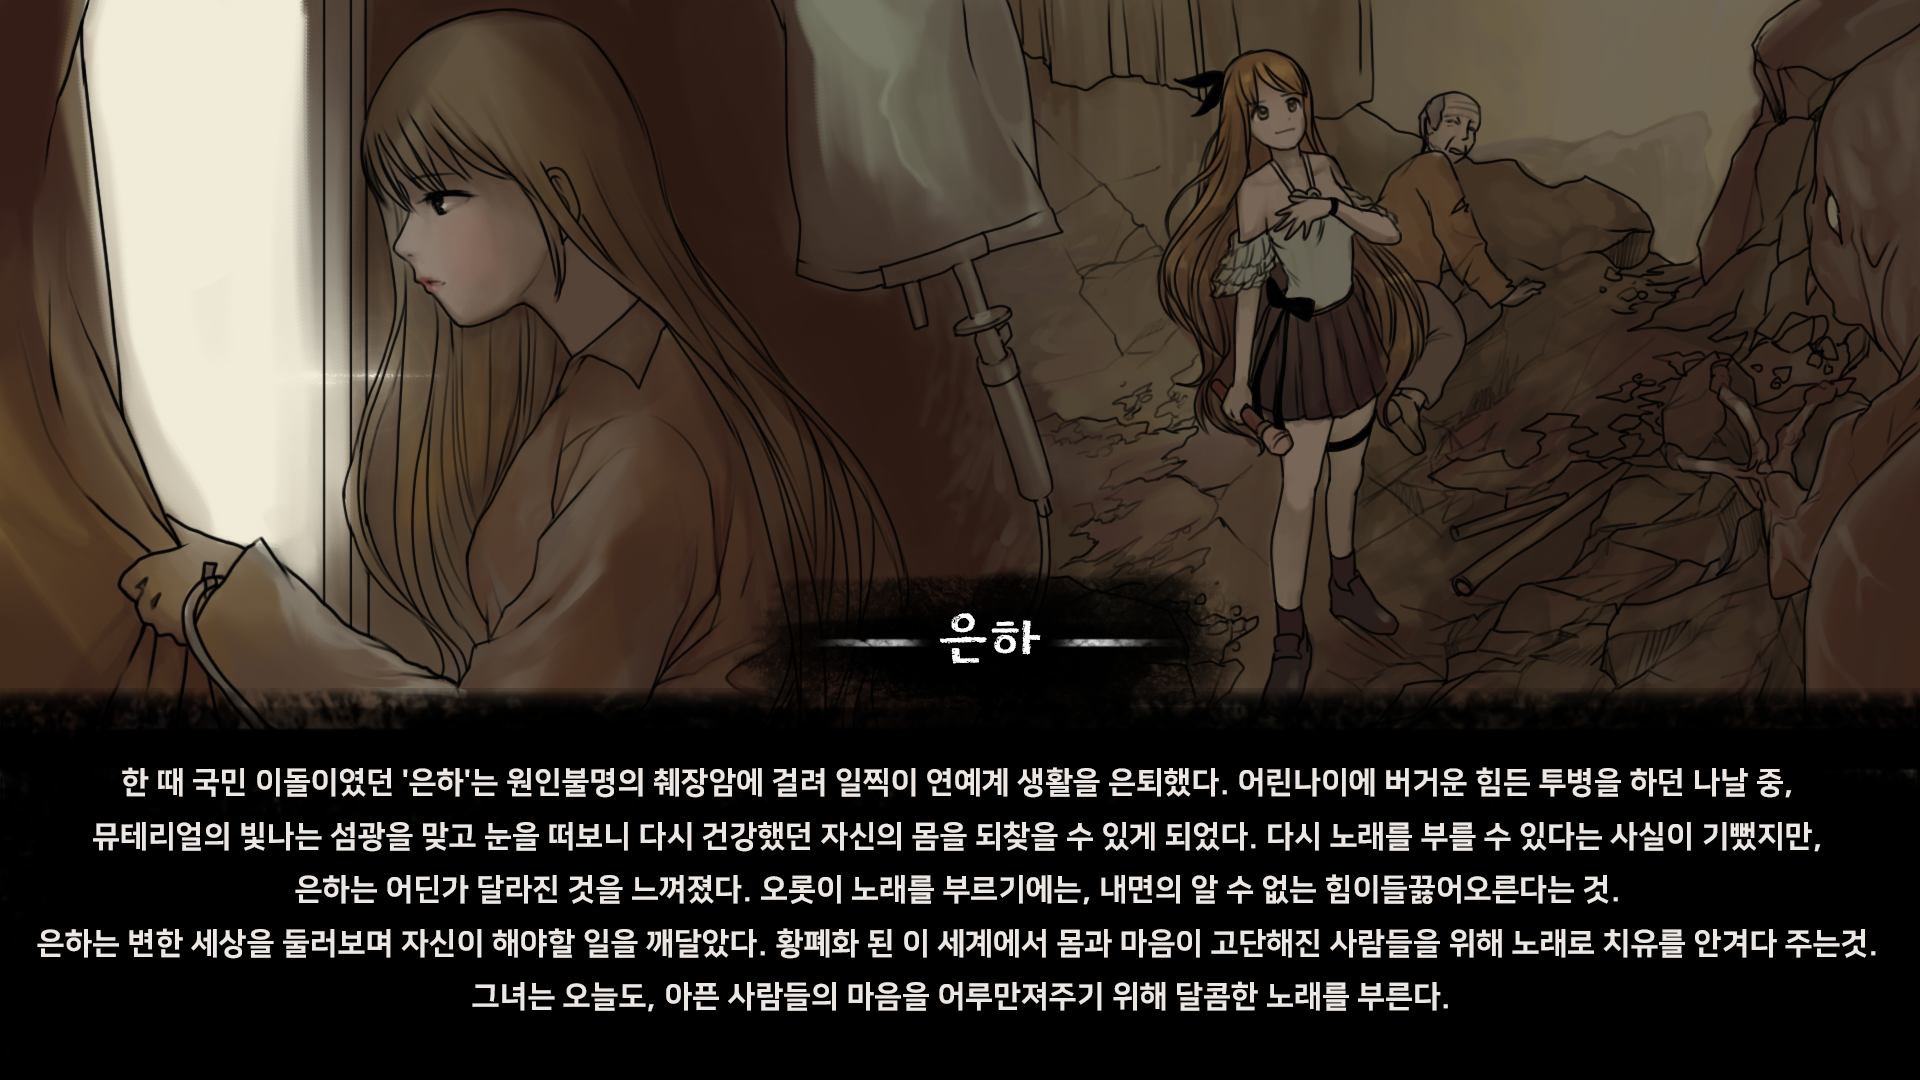 은하
한 때 국민 이돌이였던 '은하'는 원인불명의 췌장암에 걸려 일찍이 연예계 생활을 은퇴했다. 어린나이에 버거운 힘든 투병을 하던 나날 중,
뮤테리얼의 빛나는 섬광을 맞고 눈을 떠보니 다시 건강했던 자신의 몸을 되찾을 수 있게 되었다. 다시 노래를 부를 수 있다는 사실이 기뻤지만,
은하는 어딘가 달라진 것을 느껴졌다. 오롯이 노래를 부르기에는, 내면의 알 수 없는 힘이들끓어오른다는 것.
은하는 변한 세상을 둘러보며 자신이 해야할 일을 깨달았다. 황폐화 된 이 세계에서 몸과 마음이 고단해진 사람들을 위해 노래로 치유를 안겨다 주는것.
그녀는 오늘도, 아픈 사람들의 마음을 어루만져주기 위해 달콤한 노래를 부른다.